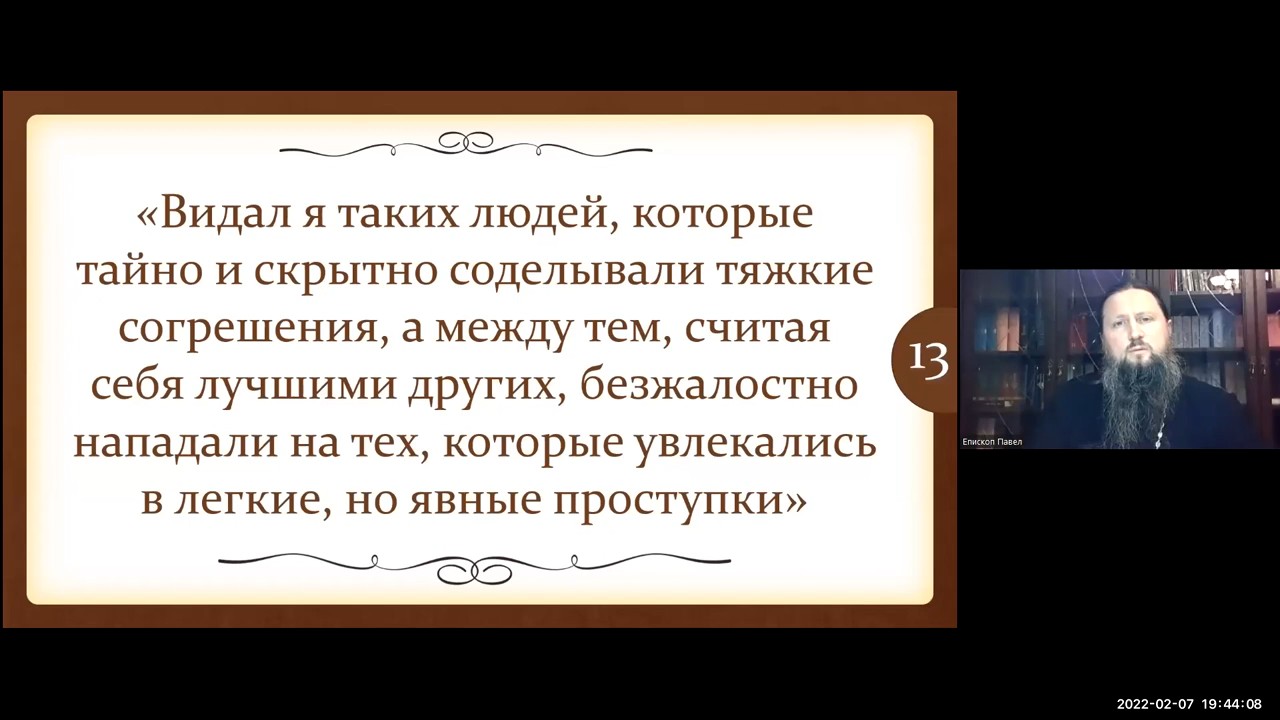 «Видал я таких людей, которые
тайно и скрытно соделывали тяжкие
согрешения, а между тем, считая
себя лучшими других, безжалостно
нападали на тех, которые увлекались
в легкие, но явные проступки»
13
Епископ Павел
2022-02-07 19:44:08